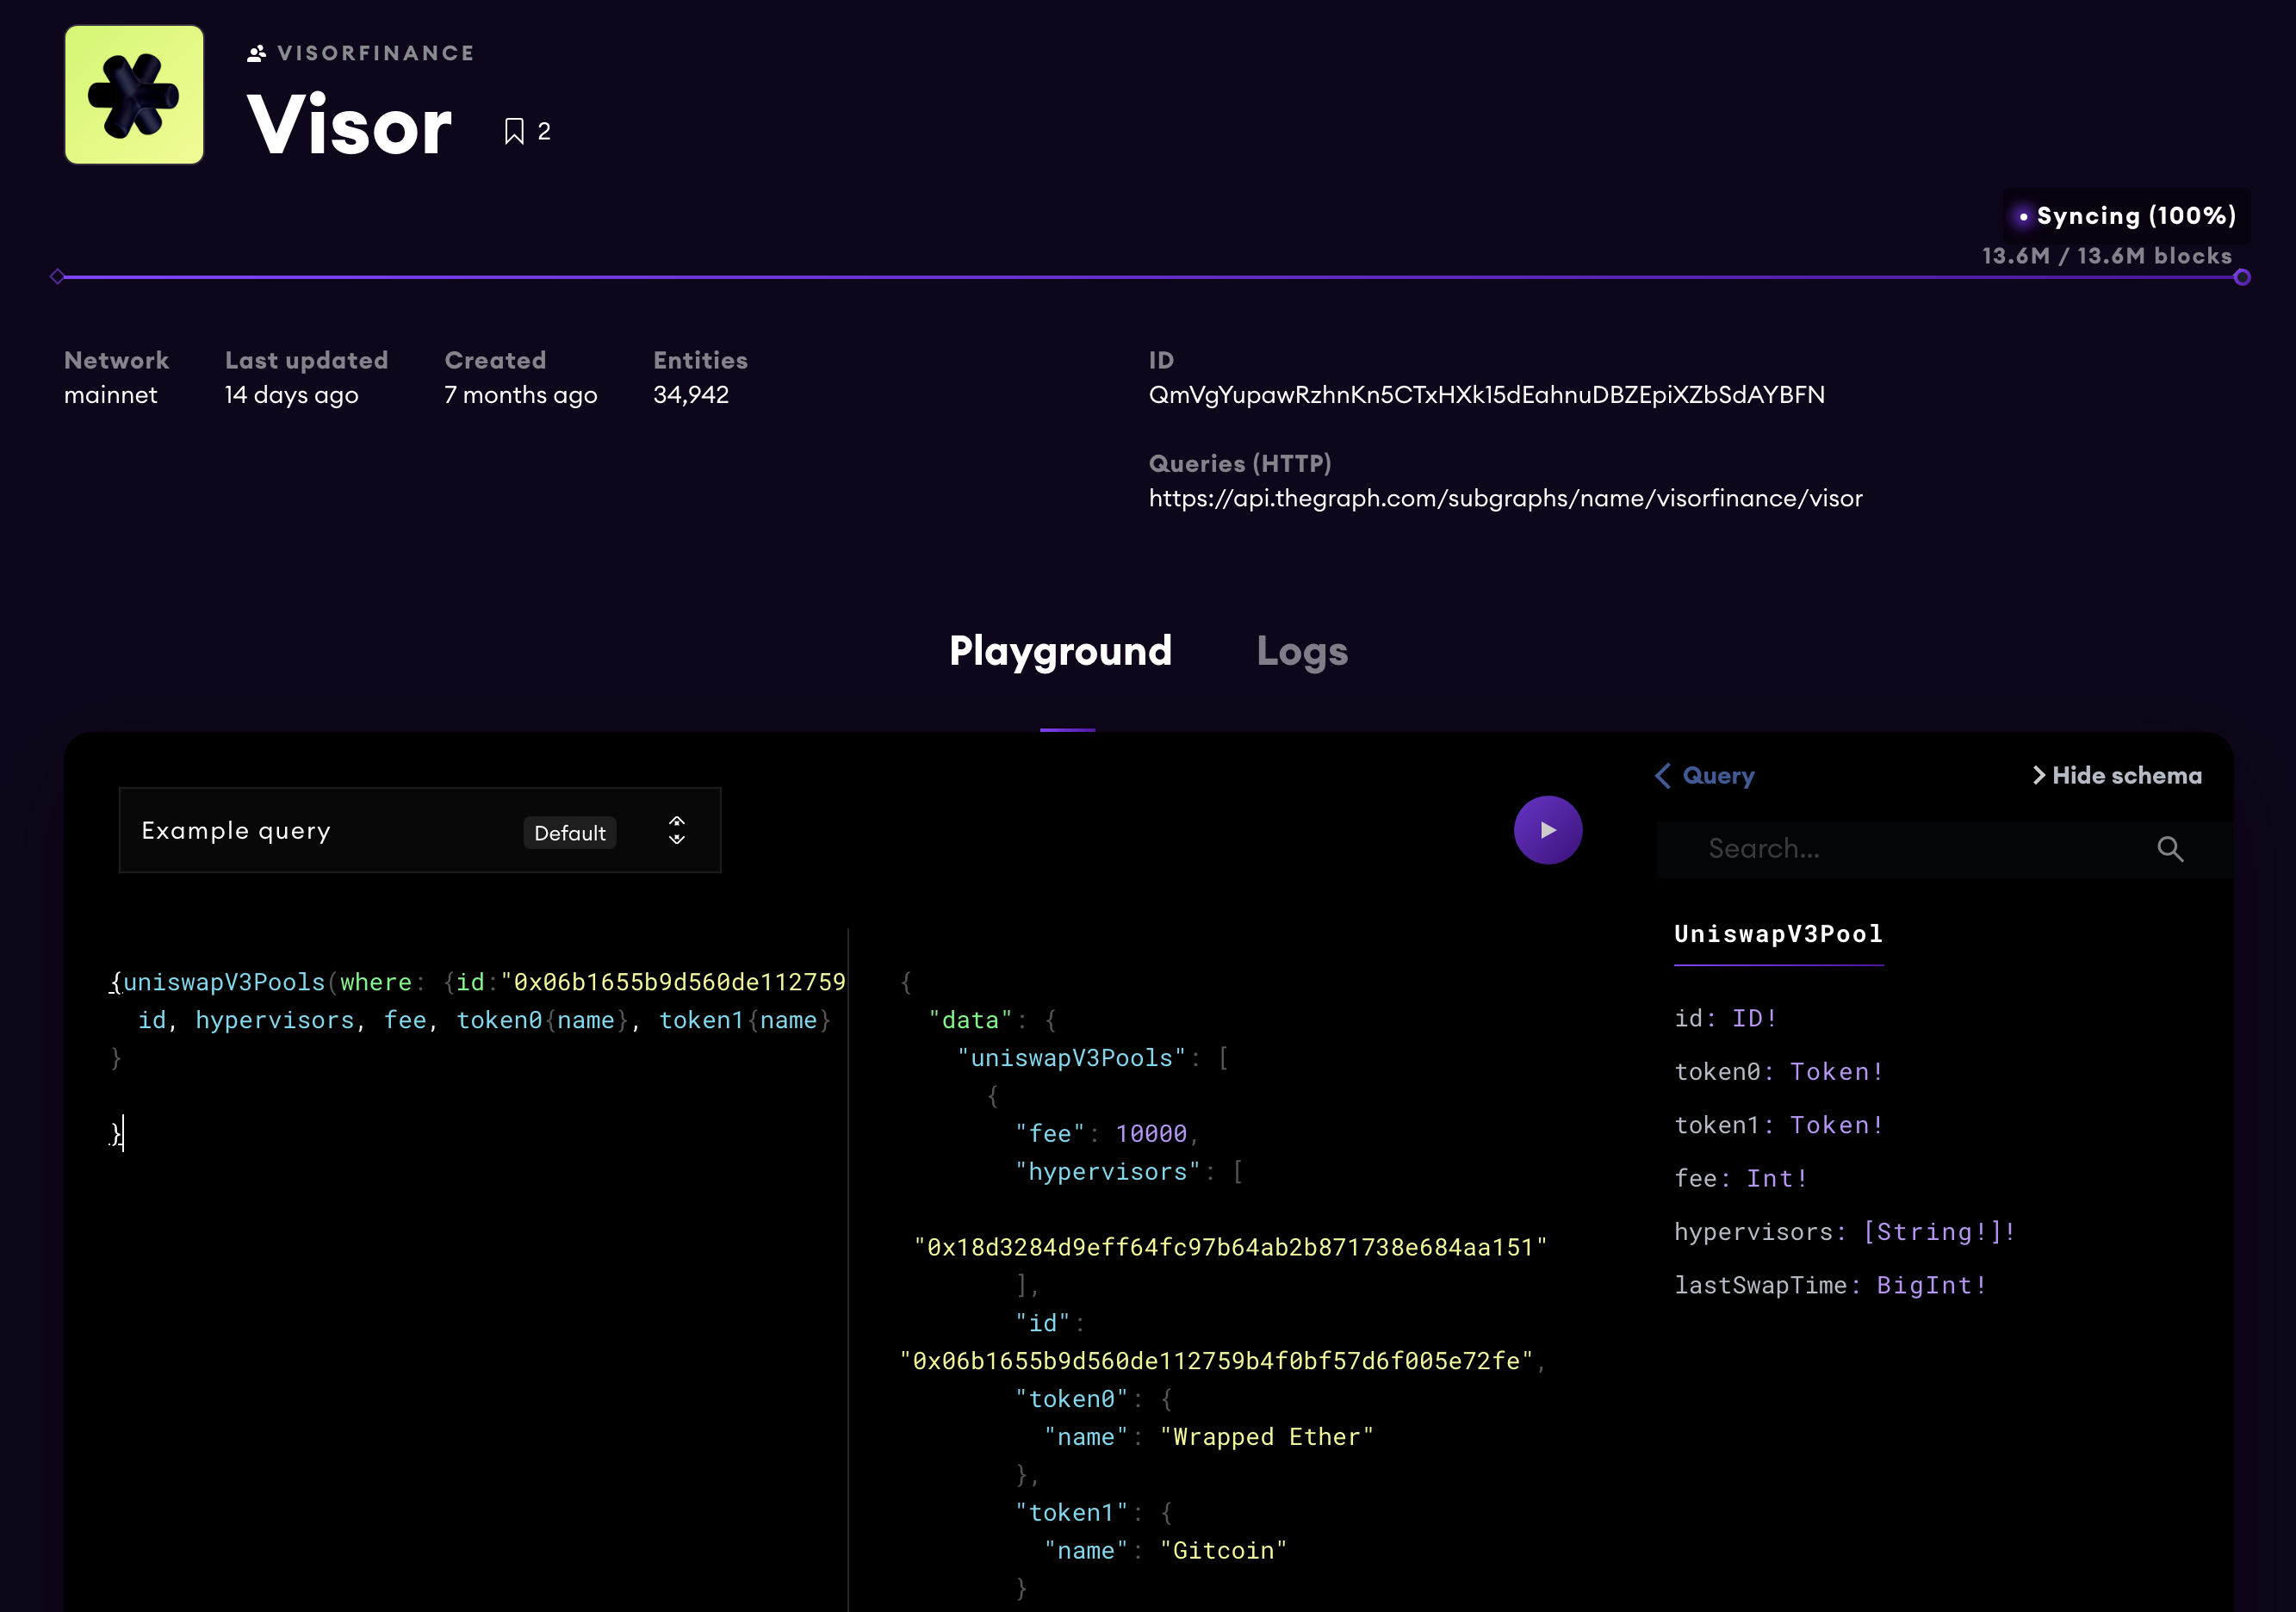 VISORFINANCE
Visor
2
Syncing (100%)
13.6M / 13.6M blocks
Network
mainnet
Last updated
14 days ago
Created
7 months ago
Entities
34,942
ID
QmVgYupawRzhnKn5CTxHXk15dEahnuDBZEpiXZbSdAYBFN
Queries (HTTP)
https://api.thegraph.com/subgraphs/name/visorfinance/visor
Playground
Logs
Example query
Default
{uniswapV3Pools(where: {id:"0x06b1655b9d560de112759
id, hypervisors, fee, token0{name}, token1{name}
}
}
{
"data": {
"uniswapV3Pools": [
{
"fee": 10000,
"hypervisors": [
"0x18d3284d9eff64fc97b64ab2b871738e684aa151"
],
"id":
"0x06b1655b9d560de112759b4f0bf57d6f005e72fe",
"token0": {
"name": "Wrapped Ether"
},
"token1": {
"name": "Gitcoin"
}
Query
Hide schema
Search...
UniswapV3Pool
id: ID!
token0: Token!
token1: Token!
fee: Int!
hypervisors: [String!]!
lastSwapTime: BigInt!